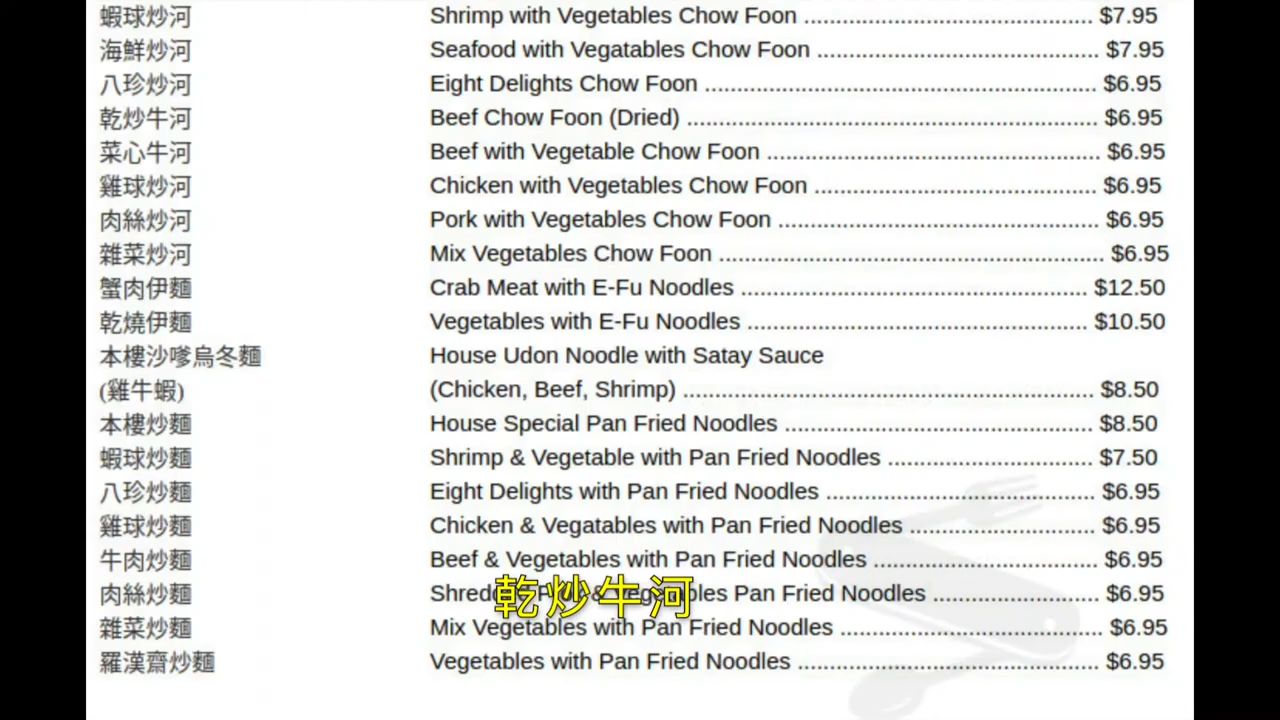 蝦球炒河 Shrimp with Vegetables Chow Foon ................................................ $7.95
海鮮炒河 Seafood with Vegatables Chow Foon ............................................... $7.95
八珍炒河 Eight Delights Chow Foon ................................................................. $6.95
乾炒牛河 Beef Chow Foon (Dried) .................................................................... $6.95
菜心牛河 Beef with Vegetable Chow Foon ........................................................ $6.95
雞球炒河 Chicken with Vegetables Chow Foon ............................................... $6.95
肉絲炒河 Pork with Vegetables Chow Foon ..................................................... $6.95
雜菜炒河 Mix Vegetables Chow Foon ................................................................ $6.95
蟹肉伊麵 Crab Meat with E-Fu Noodles .......................................................... $12.50
乾燒伊麵 Vegetables with E-Fu Noodles ......................................................... $10.50
本樓沙嗲烏冬麵 House Udon Noodle with Satay Sauce
(雞牛蝦) (Chicken, Beef, Shrimp) .................................................................... $8.50
本樓炒麵 House Special Pan Fried Noodles ................................................... $8.50
蝦球炒麵 Shrimp & Vegetable with Pan Fried Noodles .................................. $7.50
八珍炒麵 Eight Delights with Pan Fried Noodles ............................................. $6.95
雞球炒麵 Chicken & Vegatables with Pan Fried Noodles ............................... $6.95
牛肉炒麵 Beef & Vegetables with Pan Fried Noodles ..................................... $6.95
肉絲炒麵 & Pan Fried Noodles ........................... $6.95
乾炒牛河
雜菜炒麵 Mix Vegetables with Pan Fried Noodles ............................................ $6.95
羅漢齋炒麵 Vegetables with Pan Fried Noodles .................................................. $6.95